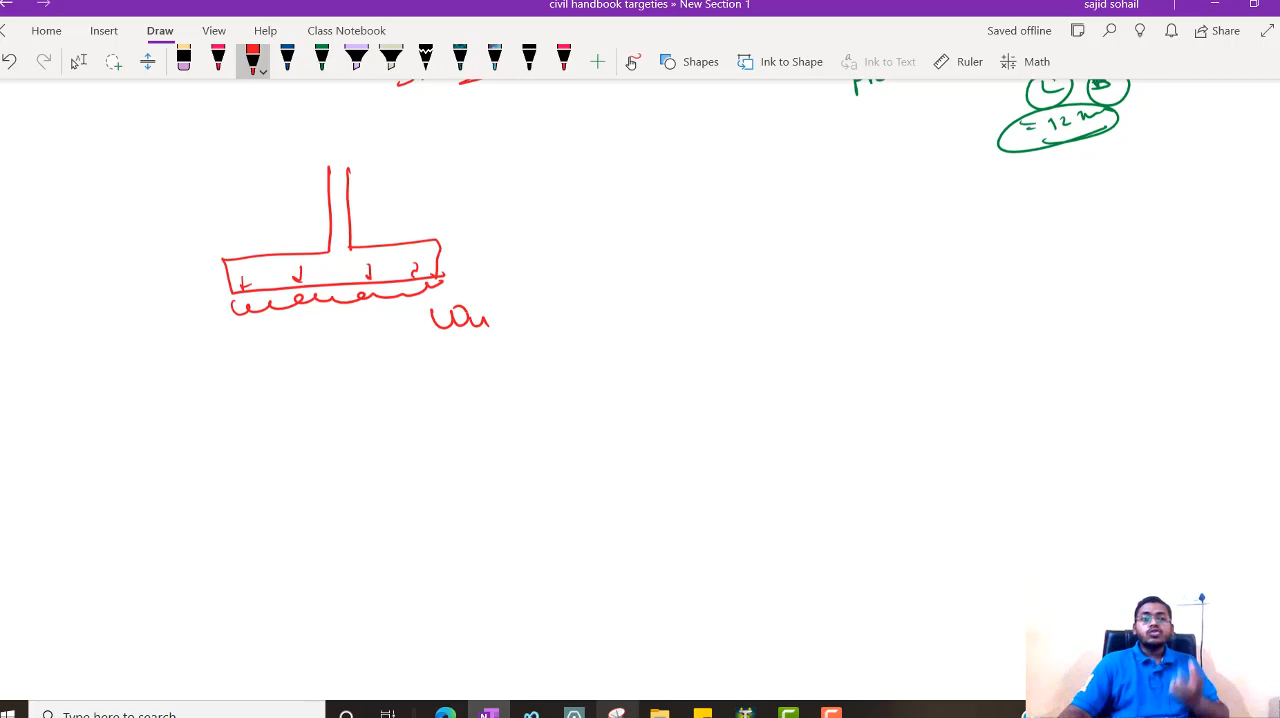 civil handbook targeties » New Section 1
sajid sohail
Home Insert Draw View Help Class Notebook
Saved offline
Share
Shapes
Ink to Shape
Ink to Text
Ruler
Math
L B
= 12 m
Wu
Type here to search